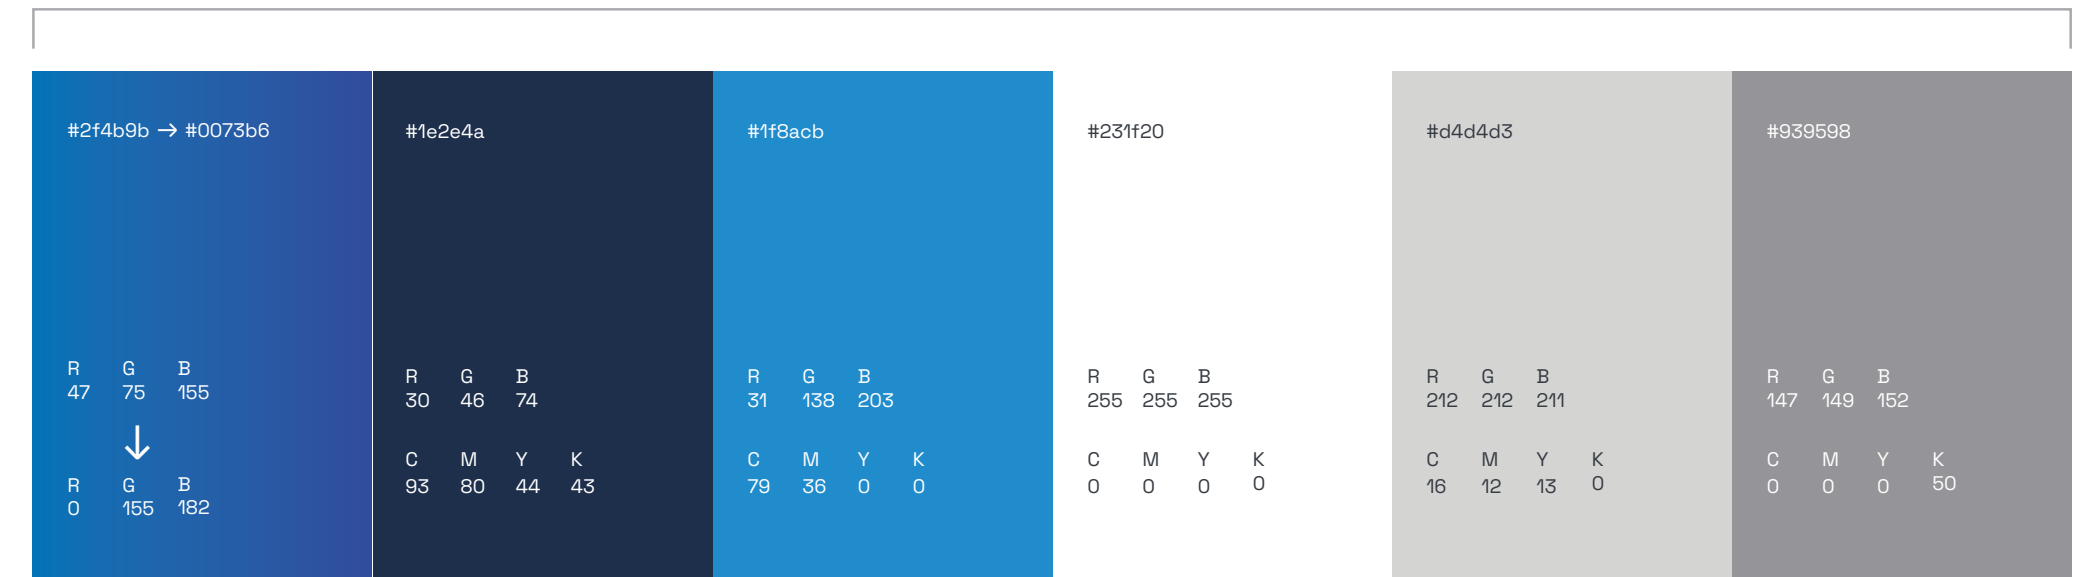 #2f4b9b → #0073b6
R G B
47 75 155
↓
R G B
0 155 182
#1e2e4a
R G B
30 46 74
C M Y K
93 80 44 43
#1f8acb
R G B
31 138 203
C M Y K
79 36 0 0
#231f20
R G B
255 255 255
C M Y K
0 0 0 0
#d4d4d3
R G B
212 212 211
C M Y K
16 12 13 0
#939598
R G B
147 149 152
C M Y K
0 0 0 50